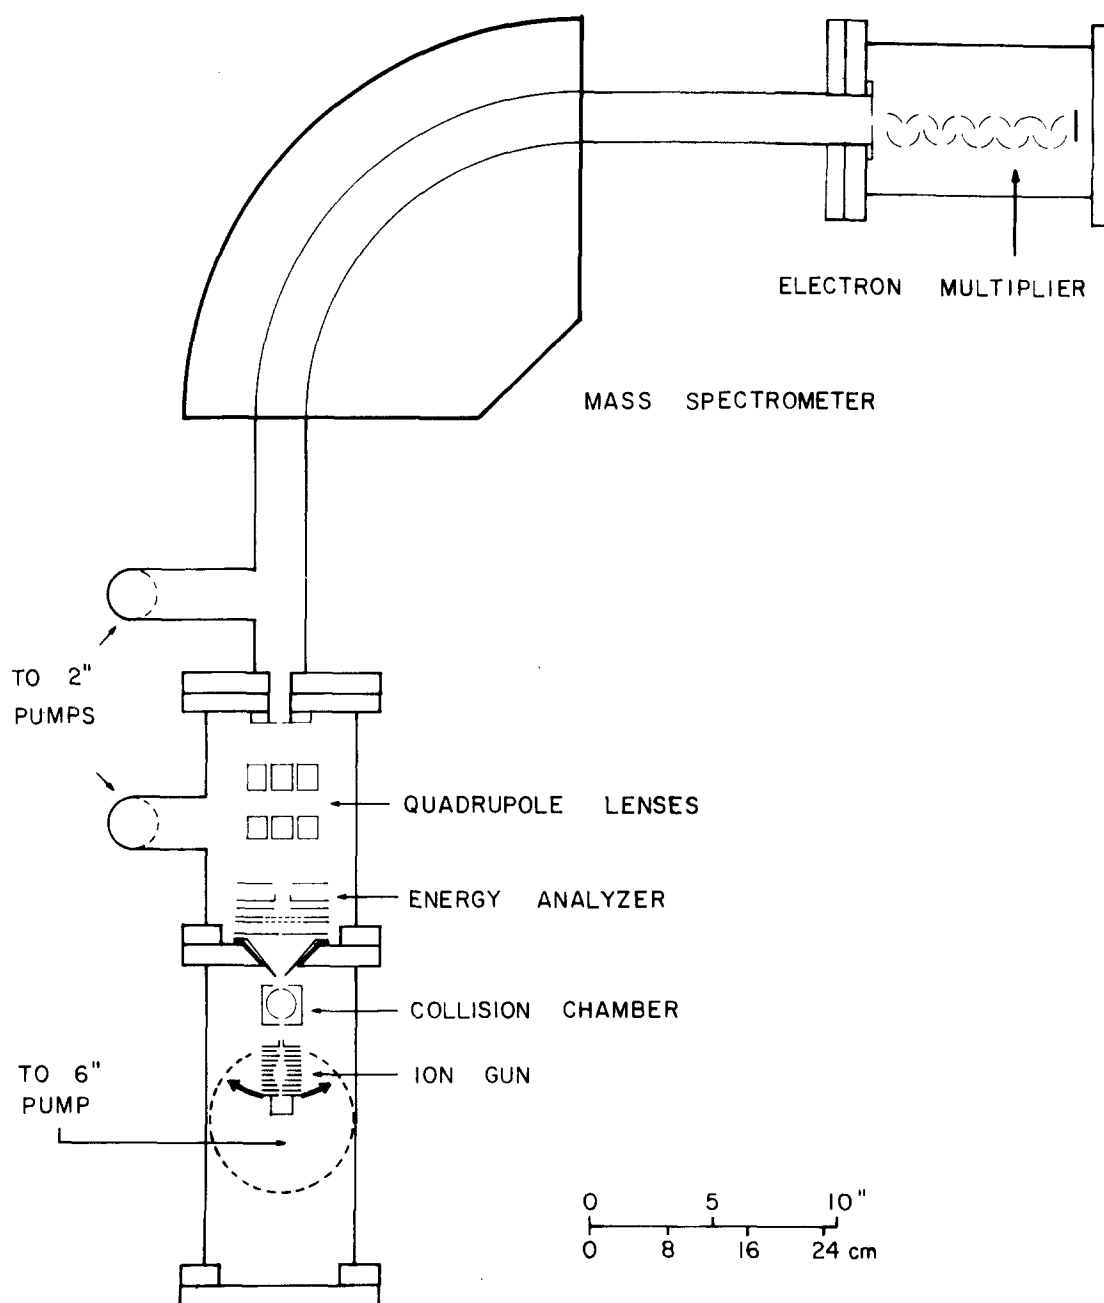 ELECTRON MULTIPLIER
MASS SPECTROMETER
TO 2"
PUMPS
QUADRUPOLE LENSES
ENERGY ANALYZER
COLLISION CHAMBER
ION GUN
TO 6"
PUMP
0 5 10"
0 8 16 24 cm